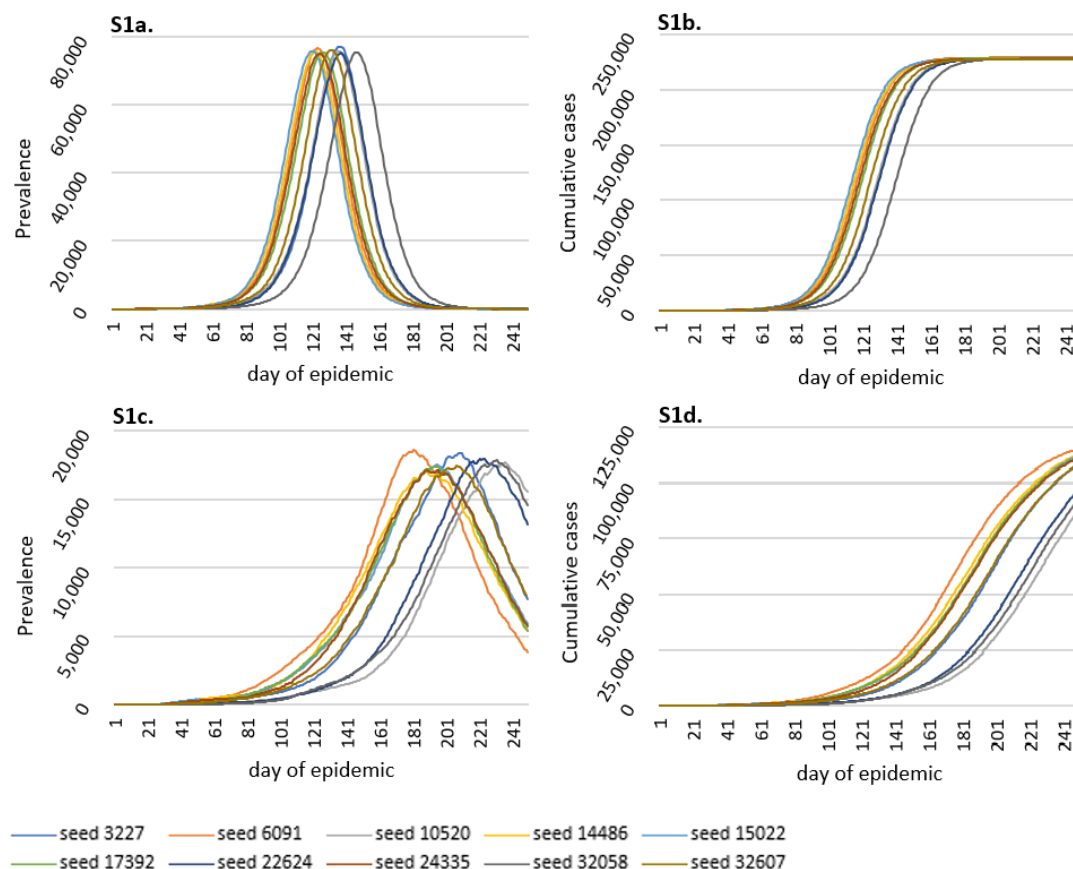 S1a.
80,000
60,000
40,000
20,000
0
Prevalence
1 21 41 61 81 101 121 141 161 181 201 221 241
day of epidemic
S1b.
250,000
200,000
150,000
100,000
50,000
0
Cumulative cases
1 21 41 61 81 101 121 141 161 181 201 221 241
day of epidemic
S1c.
20,000
15,000
10,000
5,000
0
Prevalence
1 21 41 61 81 101 121 141 161 181 201 221 241
day of epidemic
S1d.
125,000
100,000
75,000
50,000
25,000
0
Cumulative cases
1 21 41 61 81 101 121 141 161 181 201 221 241
day of epidemic
seed 3227 seed 6091 seed 10520 seed 14486 seed 15022
seed 17392 seed 22624 seed 24335 seed 32058 seed 32607